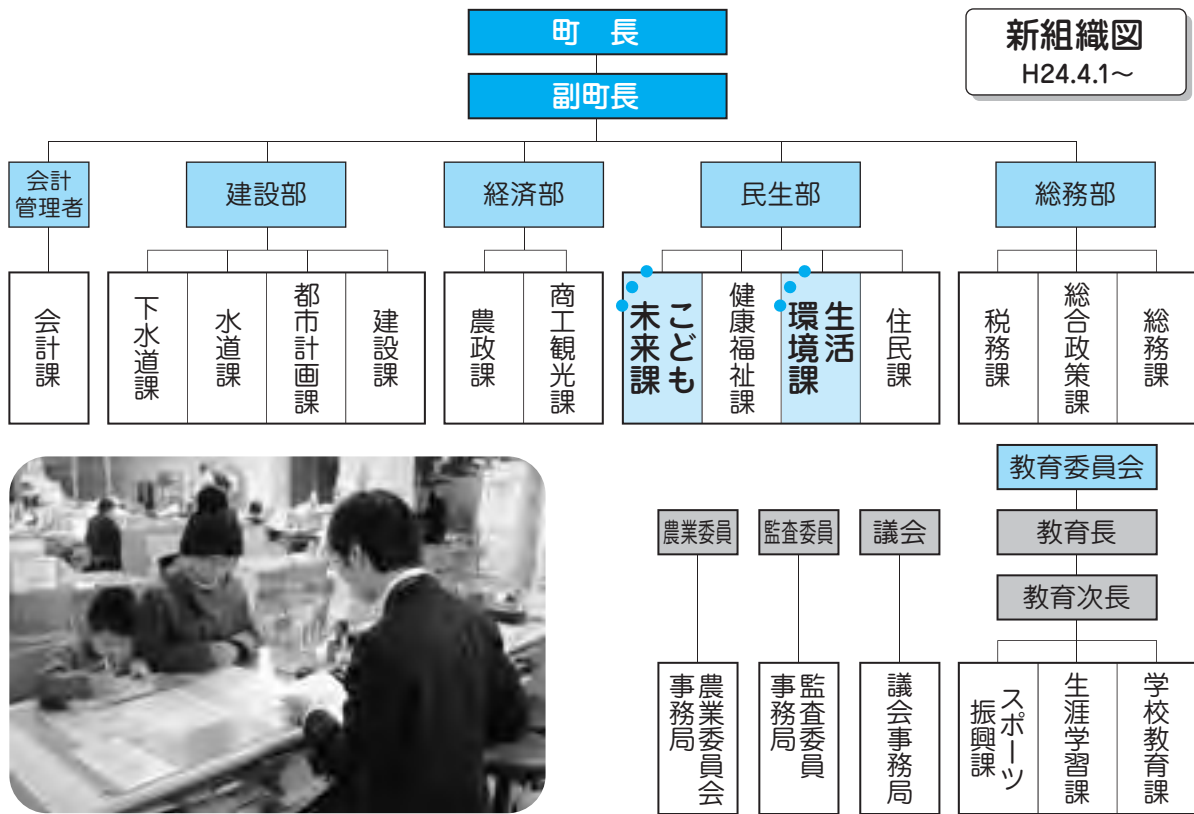 新組織図
H24.4.1～
町長
副町長
会計
管理者
建設部
経済部
民生部
総務部
会計課
下水道課
水道課
都市計画課
建設課
農政課
商工観光課
こども
未来課
健康福祉課
生活
環境課
住民課
税務課
総合政策課
総務課
教育委員会
農業委員
監査委員
議会
教育長
教育次長
農業委員会
事務局
監査委員
事務局
議会事務局
スポーツ
振興課
生涯学習課
学校教育課